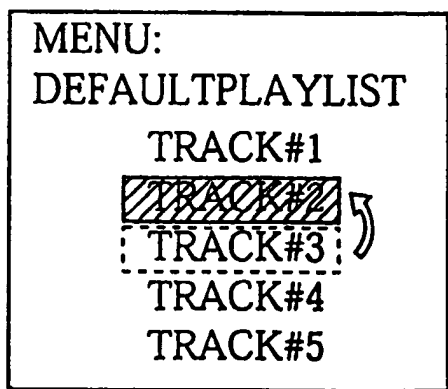 MENU:
DEFAULTPLAYLIST
TRACK#1
TRACK#2
TRACK#3
TRACK#4
TRACK#5